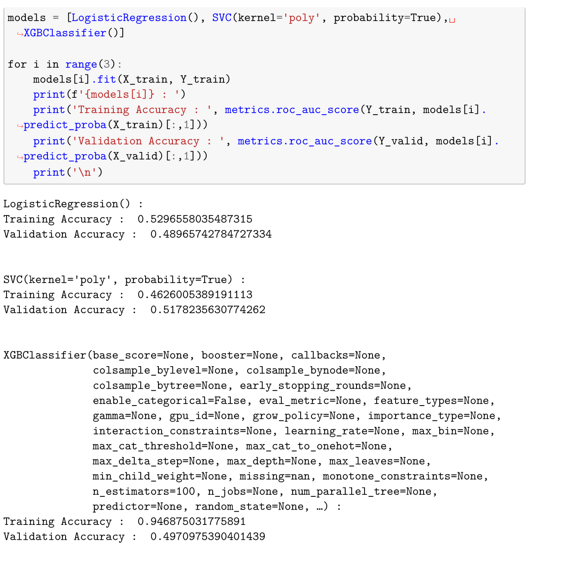 models = [LogisticRegression(), SVC(kernel='poly', probability=True),␣
↪XGBClassifier()]
for i in range(3):
models[i].fit(X_train, Y_train)
print(f'{models[i]} : ')
print('Training Accuracy : ', metrics.roc_auc_score(Y_train, models[i].
↪predict_proba(X_train)[:,1]))
print('Validation Accuracy : ', metrics.roc_auc_score(Y_valid, models[i].
↪predict_proba(X_valid)[:,1]))
print('\n')
LogisticRegression() :
Training Accuracy :  0.5296558035487315
Validation Accuracy :  0.48965742784727334
SVC(kernel='poly', probability=True) :
Training Accuracy :  0.4626005389191113
Validation Accuracy :  0.5178235630774262
XGBClassifier(base_score=None, booster=None, callbacks=None,
colsample_bylevel=None, colsample_bynode=None,
colsample_bytree=None, early_stopping_rounds=None,
enable_categorical=False, eval_metric=None, feature_types=None,
gamma=None, gpu_id=None, grow_policy=None, importance_type=None,
interaction_constraints=None, learning_rate=None, max_bin=None,
max_cat_threshold=None, max_cat_to_onehot=None,
max_delta_step=None, max_depth=None, max_leaves=None,
min_child_weight=None, missing=nan, monotone_constraints=None,
n_estimators=100, n_jobs=None, num_parallel_tree=None,
predictor=None, random_state=None, …) :
Training Accuracy :  0.946875031775891
Validation Accuracy :  0.4970975390401439